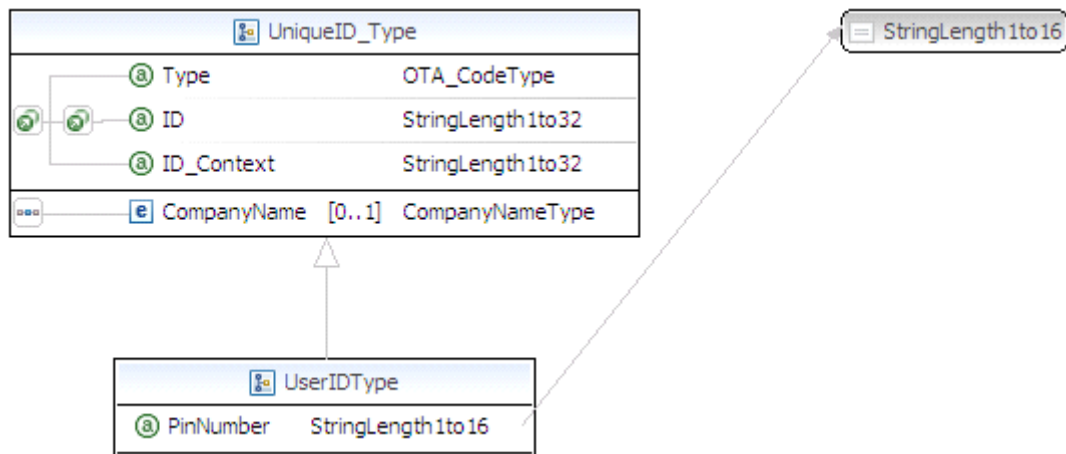 UniqueID_Type
StringLength1to16
Type OTA_CodeType
ID StringLength1to32
ID_Context StringLength1to32
CompanyName [0..1] CompanyNameType
UserIDType
PinNumber StringLength1to16